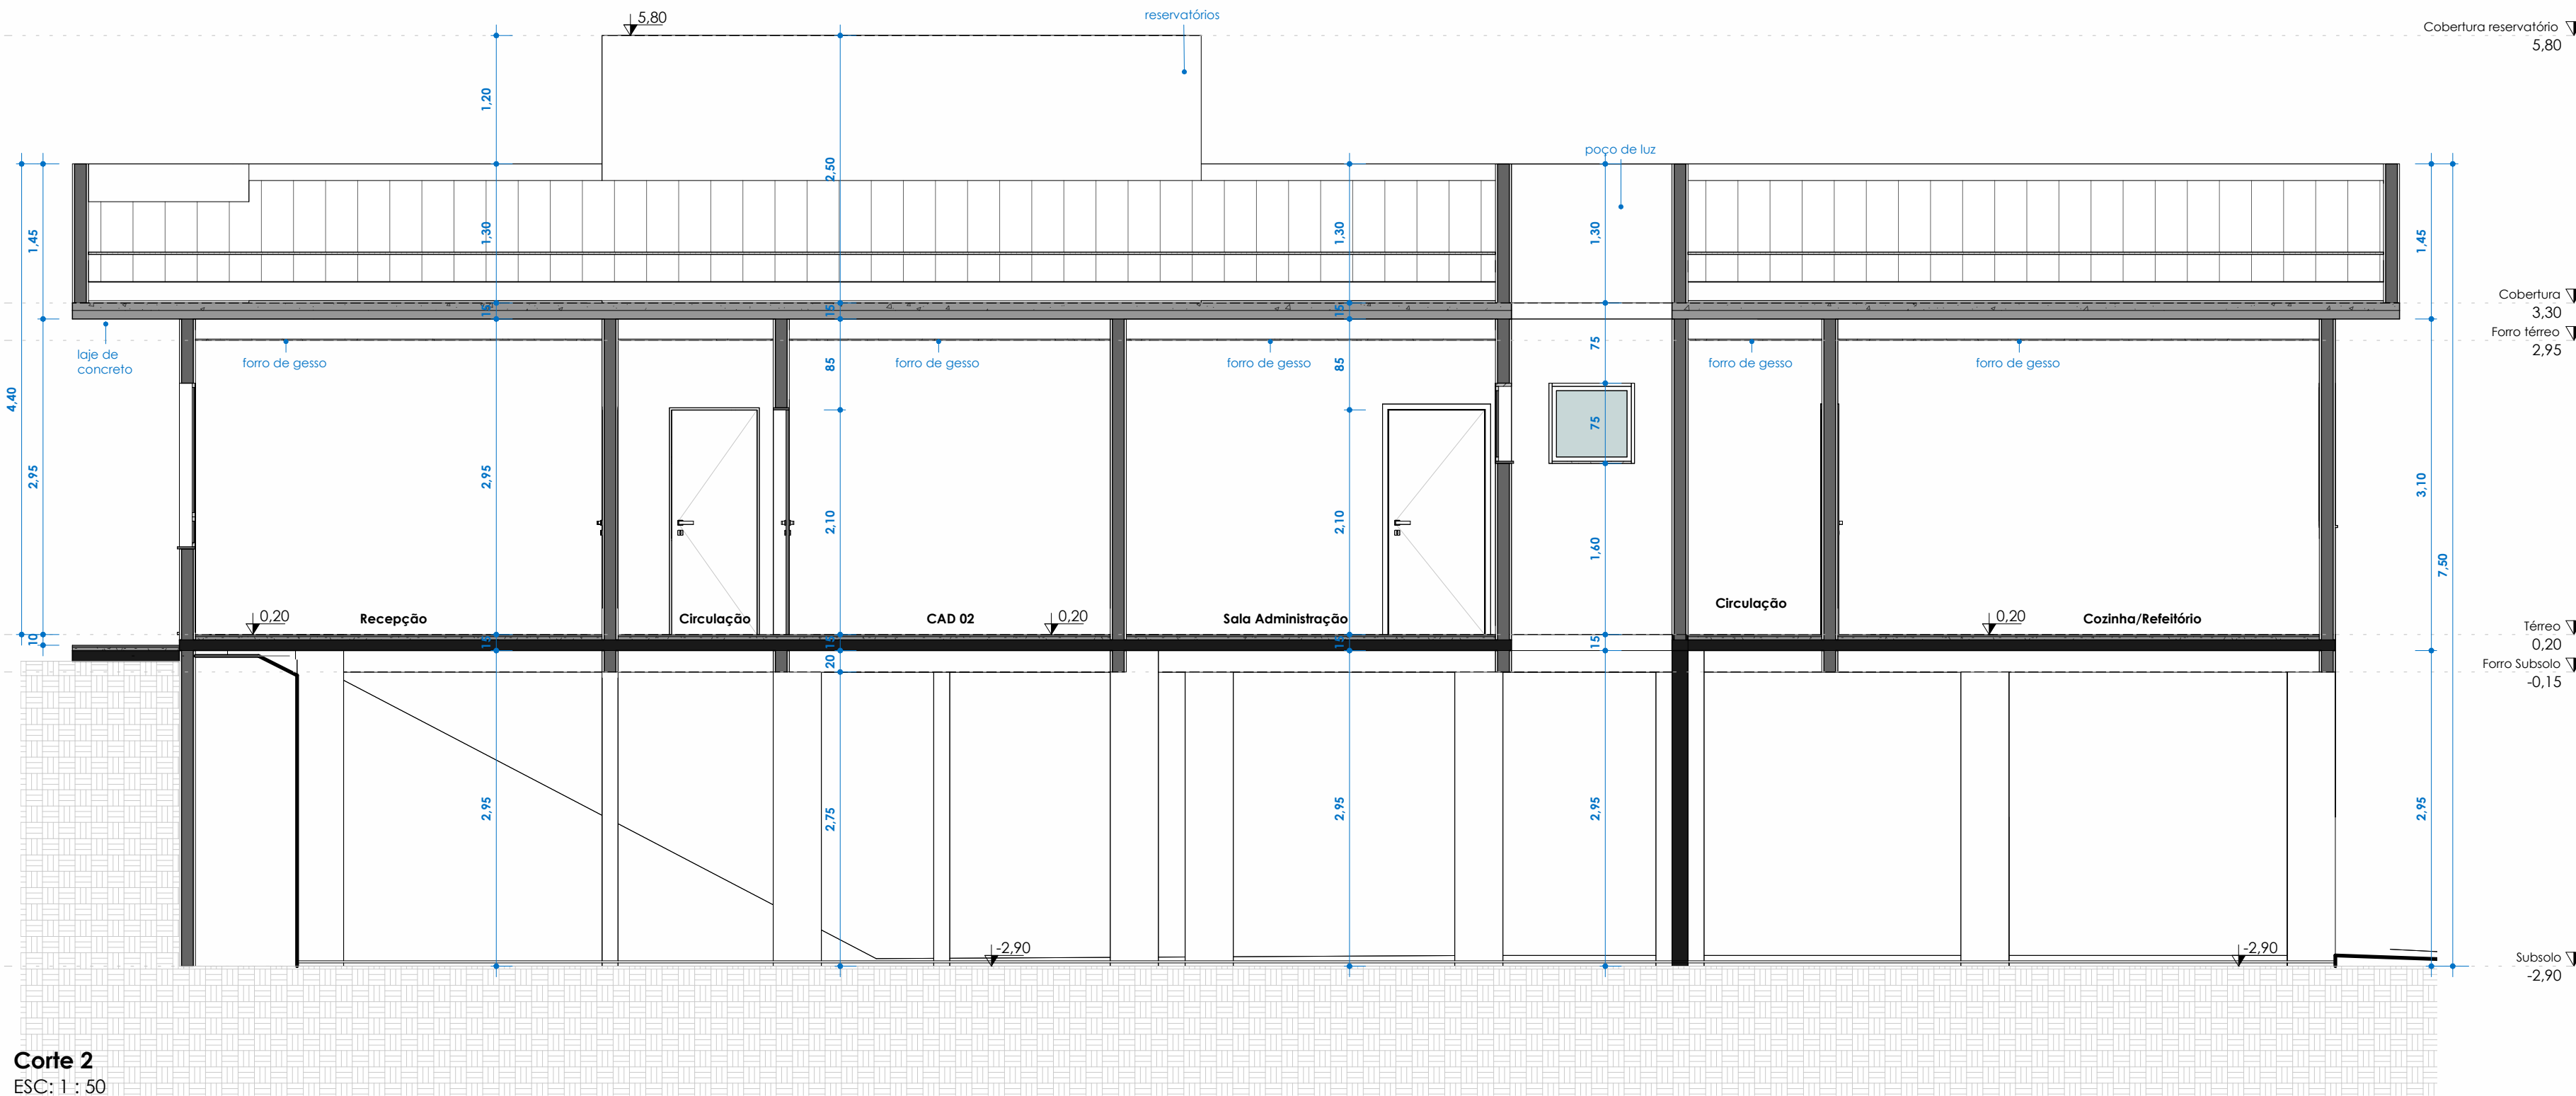 5,80
reservatórios
Cobertura reservatório
5,80
1,20
2,50
poço de luz
1,45
1,30
1,30
1,30
1,45
Cobertura
3,30
15
15
15
Forro térreo
2,95
laje de
concreto
forro de gesso
forro de gesso
forro de gesso
forro de gesso
forro de gesso
85
85
75
4,40
2,95
2,95
75
3,10
2,10
2,10
1,60
7,50
0,20
Recepção
Circulação
CAD 02
0,20
Sala Administração
Circulação
0,20
Cozinha/Refeitório
Térreo
0,20
10
15
15
15
15
20
Forro Subsolo
-0,15
2,95
2,75
2,95
2,95
2,95
-2,90
-2,90
Subsolo
-2,90
Corte 2
ESC: 1 : 50